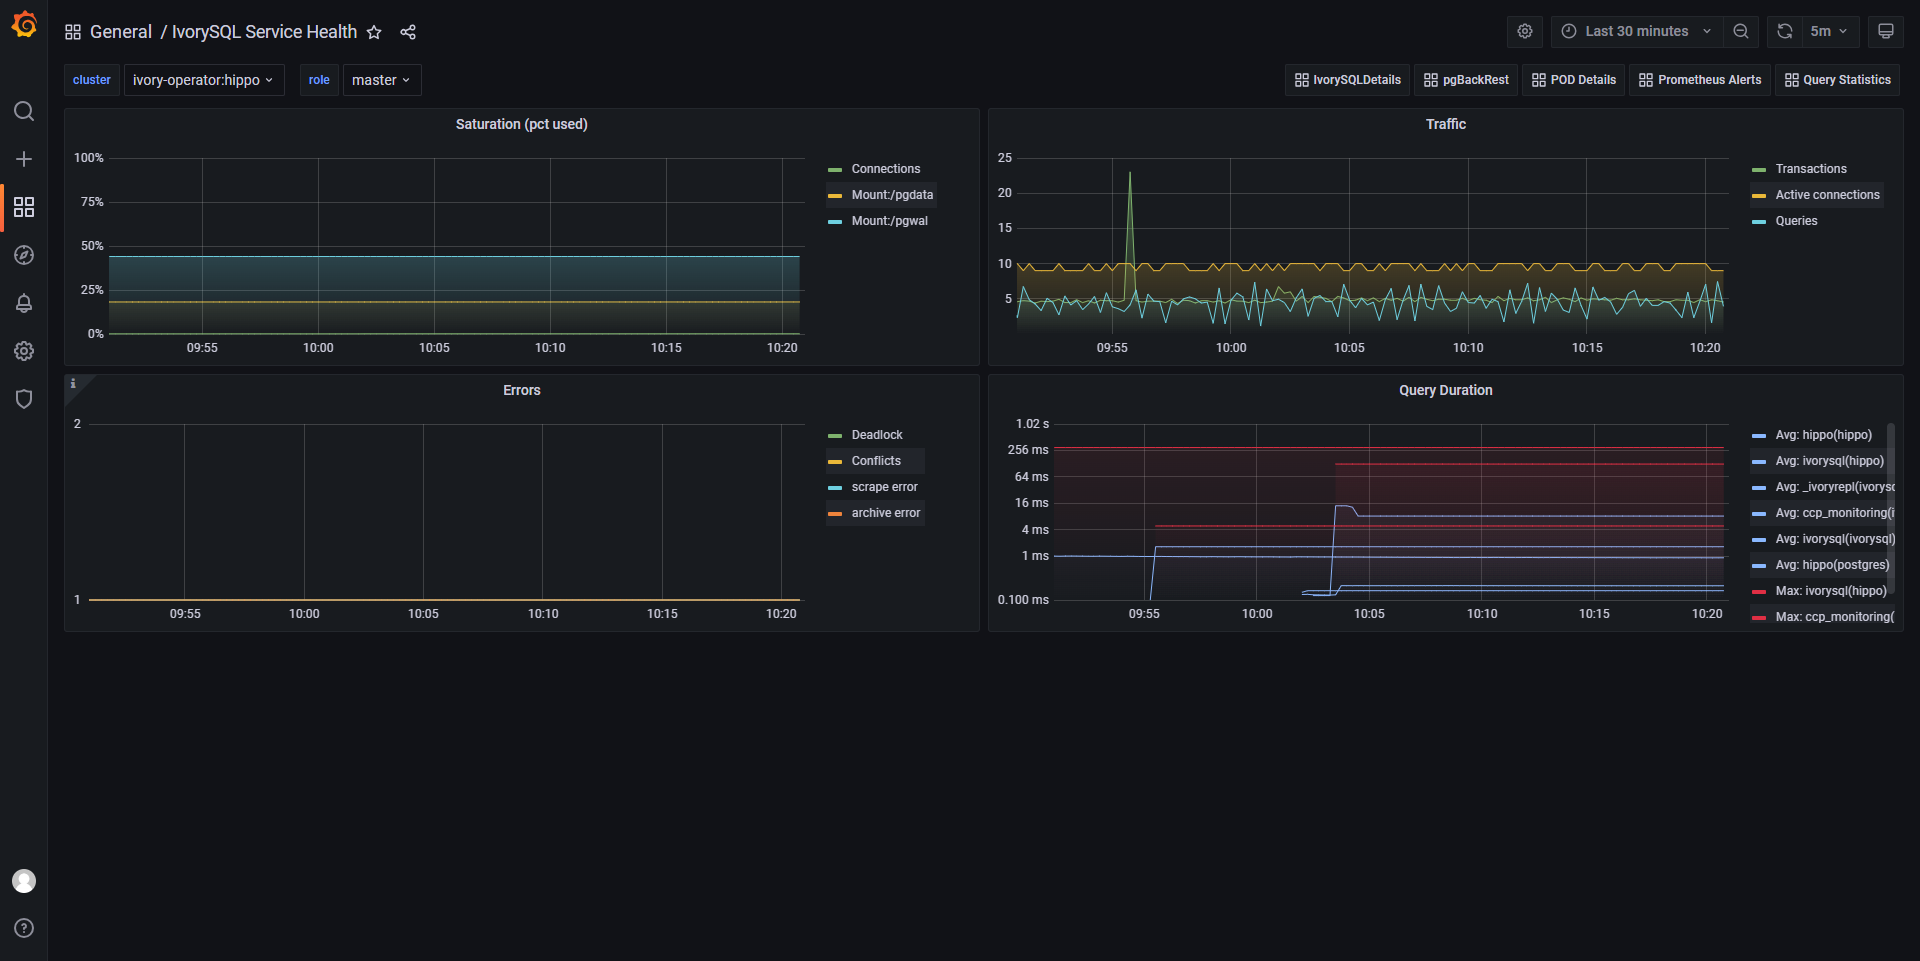 General / IvorySQL Service Health
Last 30 minutes
5m
cluster
ivory-operator:hippo
role
master
IvorySQLDetails
pgBackRest
POD Details
Prometheus Alerts
Query Statistics
Saturation (pct used)
100%
75%
50%
25%
0%
09:55 10:00 10:05 10:10 10:15 10:20
Connections
Mount:/pgdata
Mount:/pgwal
Traffic
25
20
15
10
5
09:55 10:00 10:05 10:10 10:15 10:20
Transactions
Active connections
Queries
i
Errors
2
1
09:55 10:00 10:05 10:10 10:15 10:20
Deadlock
Conflicts
scrape error
archive error
Query Duration
1.02 s
256 ms
64 ms
16 ms
4 ms
1 ms
0.100 ms
09:55 10:00 10:05 10:10 10:15 10:20
Avg: hippo(hippo)
Avg: ivorysql(hippo)
Avg: _ivoryrepl(ivorysc
Avg: ccp_monitoring(i
Avg: ivorysql(ivorysql)
Avg: hippo(postgres)
Max: ivorysql(hippo)
Max: ccp_monitoring(